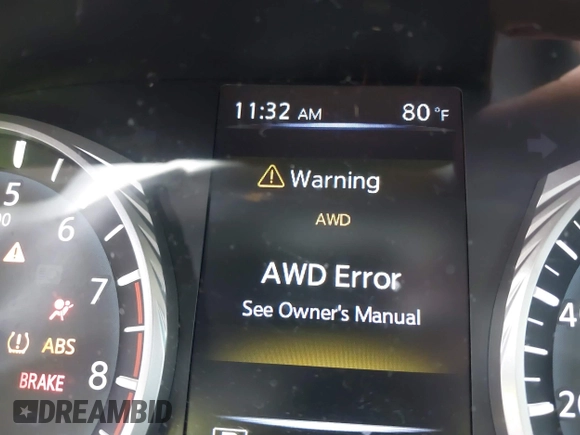 11:32 AM 80 °F
Warning
AWD
AWD Error
See Owner's Manual
5
6
7
8
ABS
BRAKE
40
20
DREAMBID